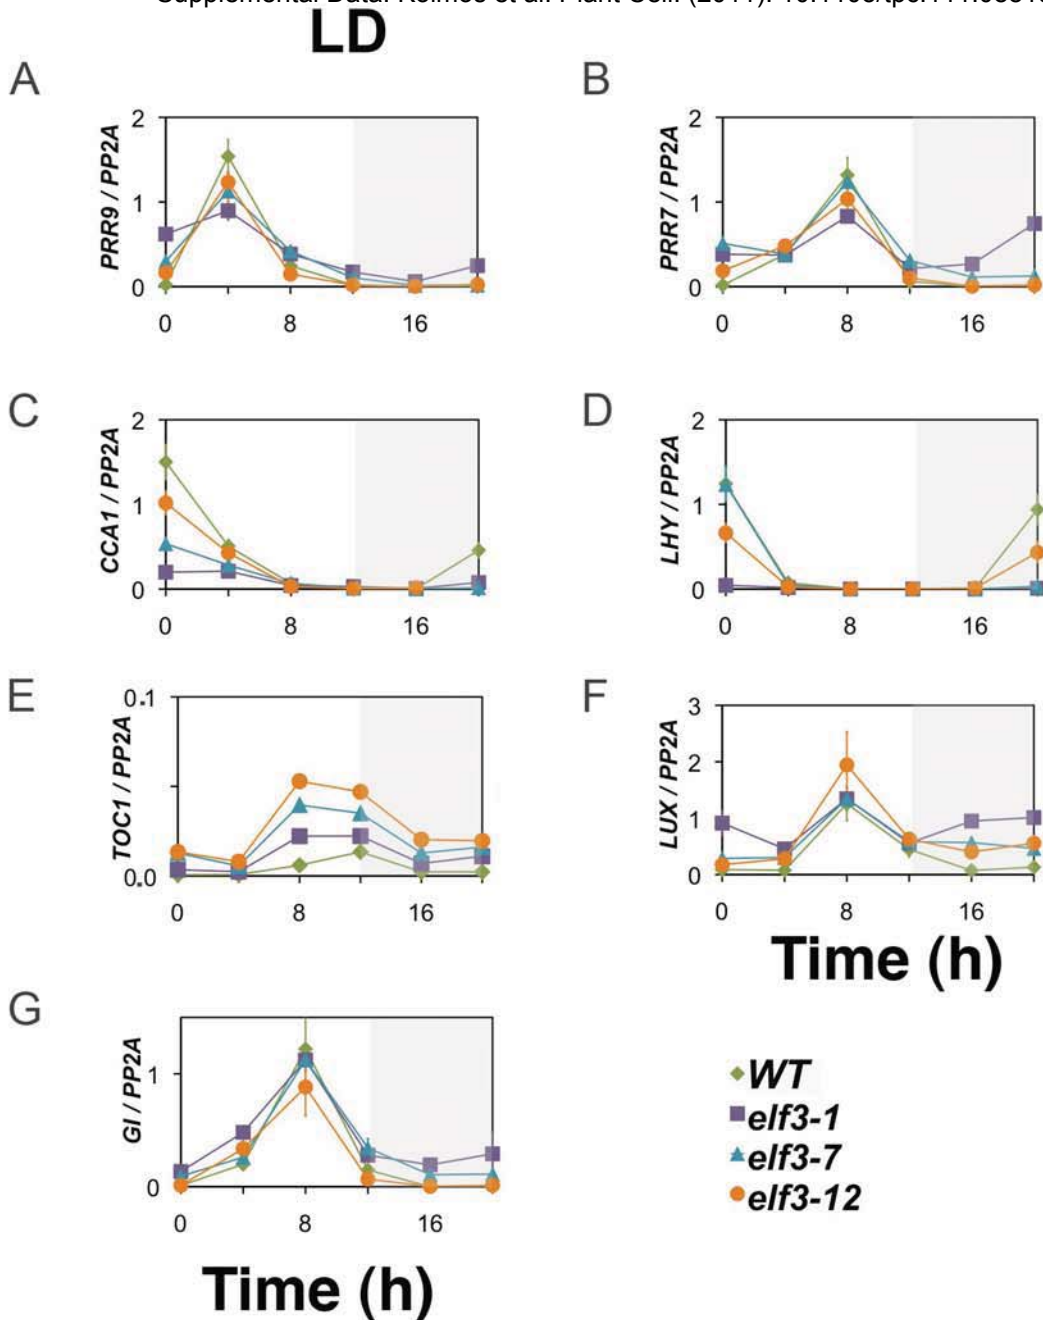 LD
A
2
1
0
PRR9 / PP2A
0 8 16
B
2
1
0
PRR7 / PP2A
0 8 16
C
2
1
0
CCA1 / PP2A
0 8 16
D
2
1
0
LHY / PP2A
0 8 16
E
0.1
0.0
TOC1 / PP2A
0 8 16
F
3
2
1
0
LUX / PP2A
0 8 16
Time (h)
G
1
0
GI / PP2A
0 8 16
Time (h)
WT
elf3-1
elf3-7
elf3-12